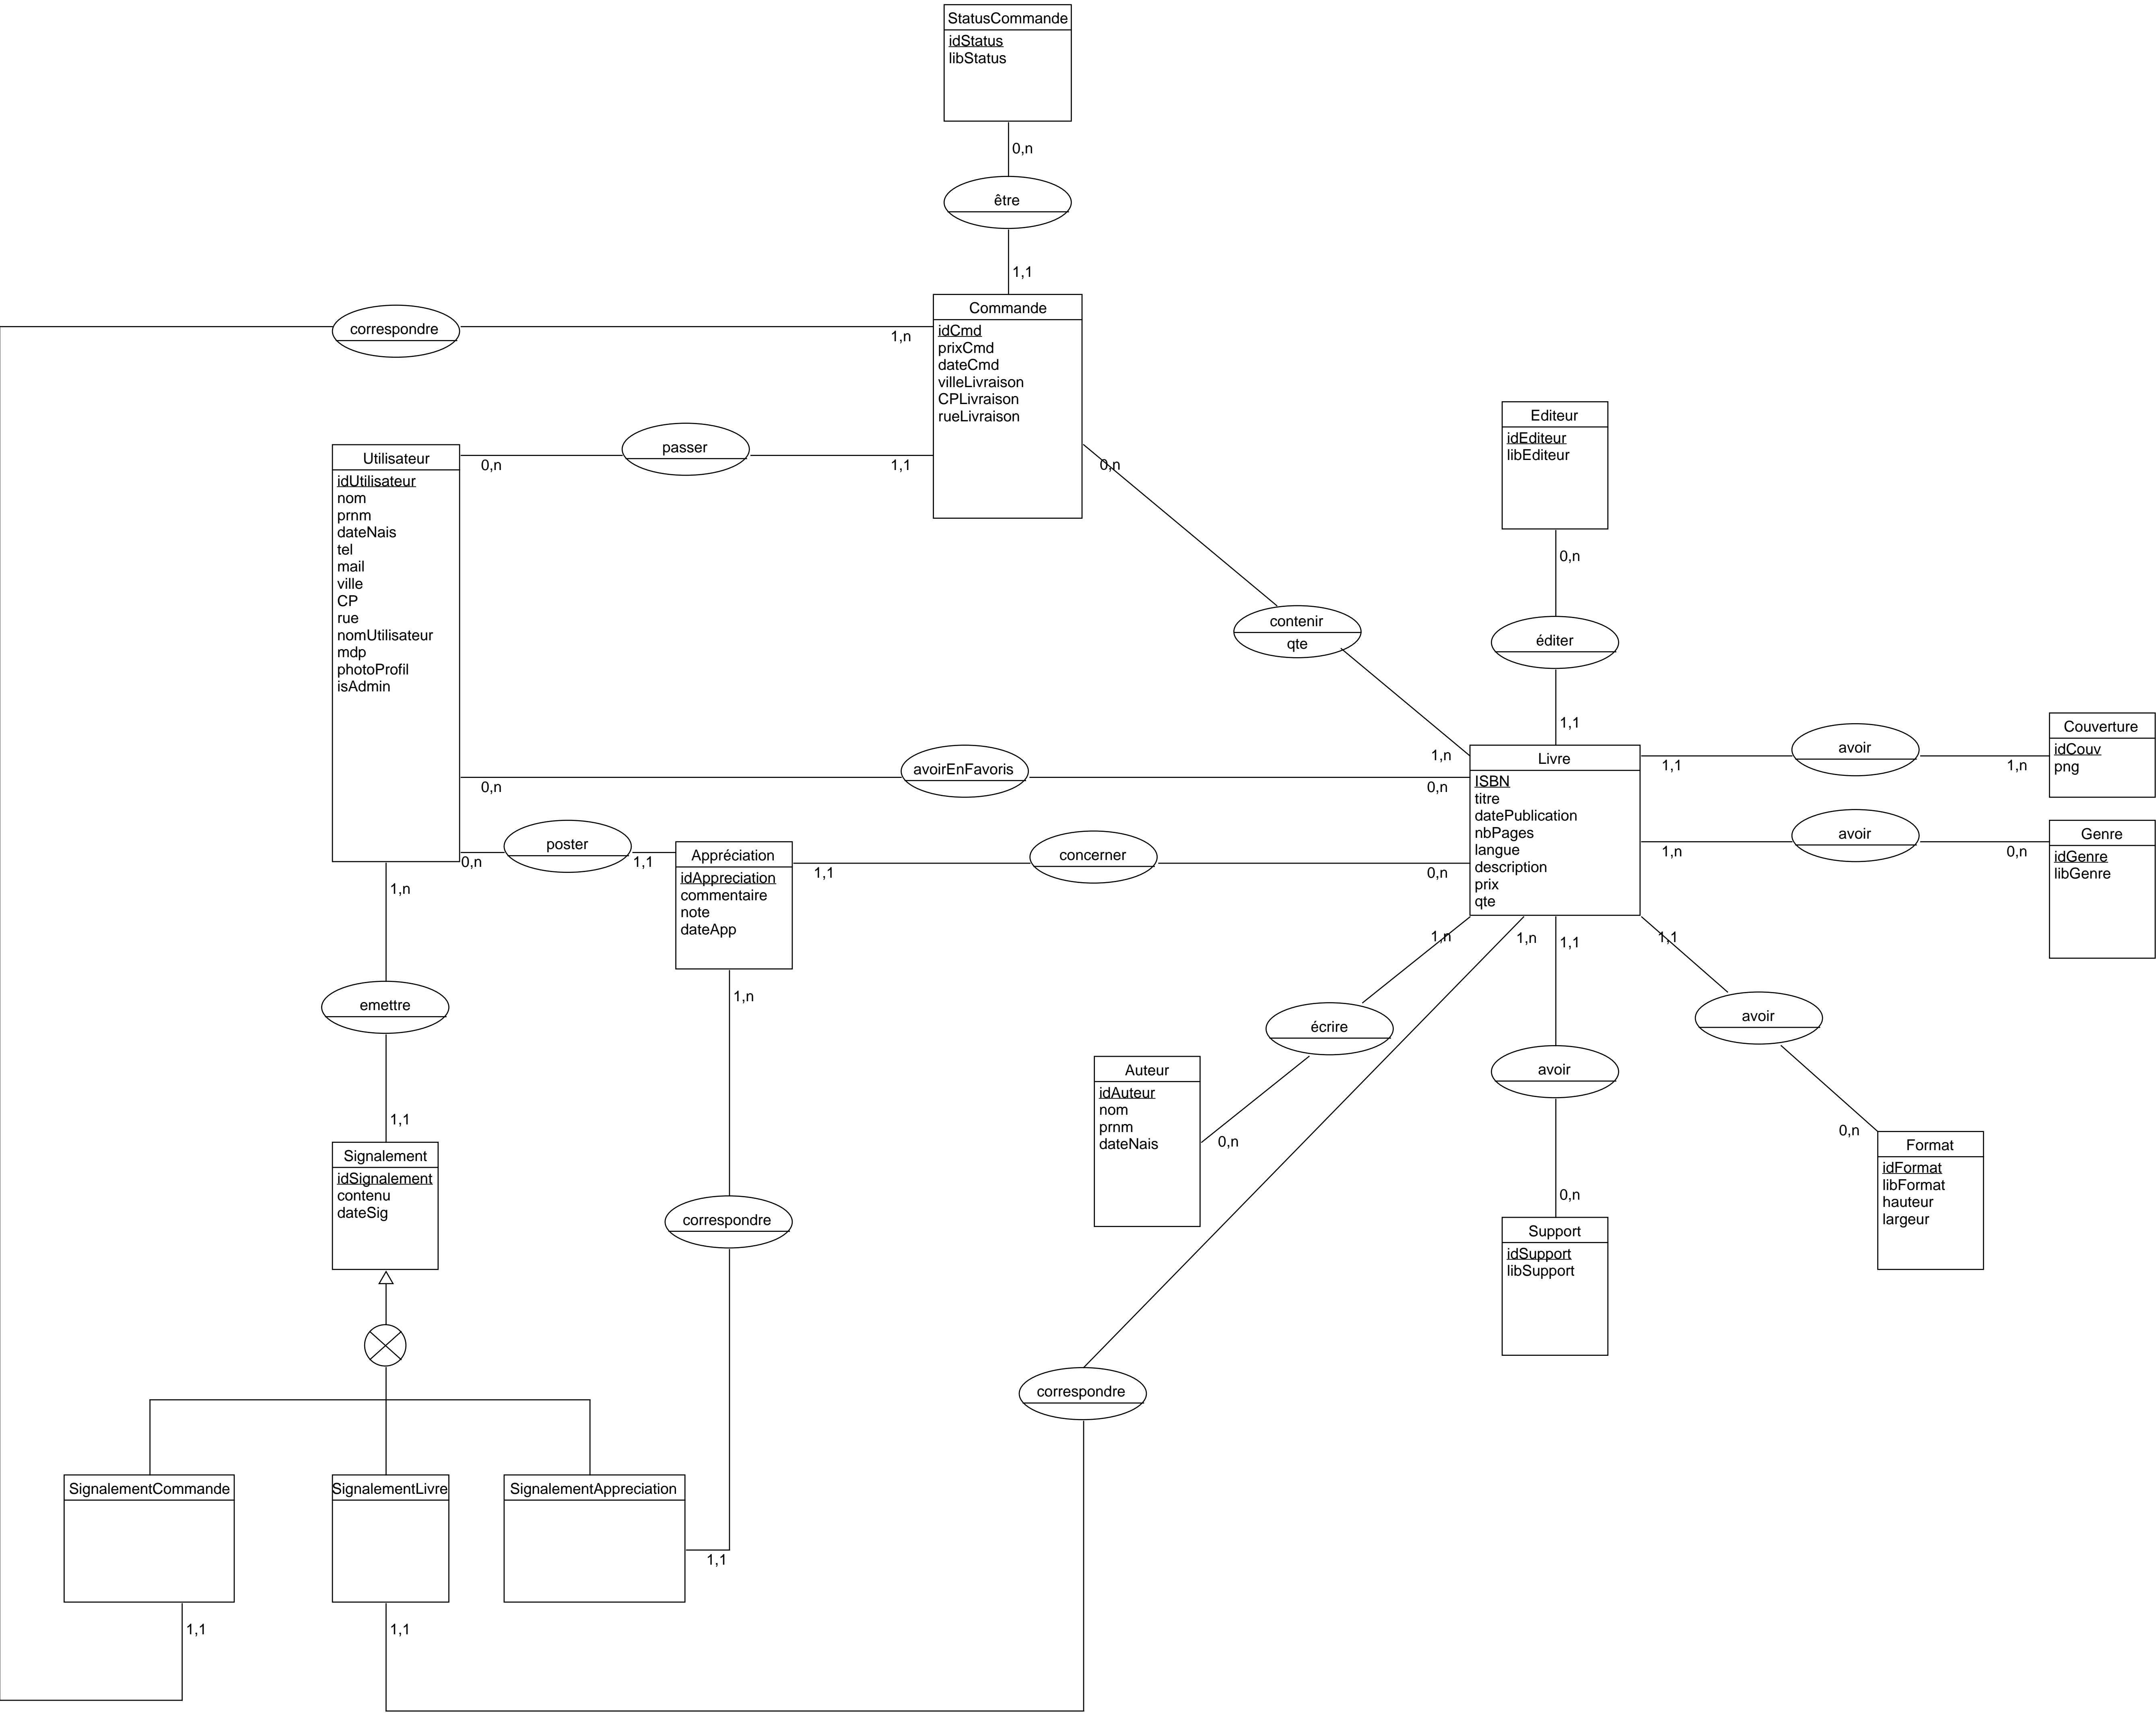 StatusCommande
idStatus
libStatus
0,n
être
1,1
Commande
idCmd
prixCmd
dateCmd
villeLivraison
CPLivraison
rueLivraison
correspondre
1,n
passer
0,n
1,1
0,n
Utilisateur
idUtilisateur
nom
prnm
dateNais
tel
mail
ville
CP
rue
nomUtilisateur
mdp
photoProfil
isAdmin
Editeur
idEditeur
libEditeur
0,n
éditer
1,1
contenir
qte
1,n
avoirEnFavoris
0,n
0,n
Livre
ISBN
titre
datePublication
nbPages
langue
description
prix
qte
avoir
1,1
1,n
Couverture
idCouv
png
avoir
1,n
0,n
Genre
idGenre
libGenre
poster
0,n
1,1
Appréciation
idAppreciation
commentaire
note
dateApp
1,1
concerner
0,n
1,n
emettre
1,1
1,n
correspondre
1,1
1,n
écrire
0,n
Auteur
idAuteur
nom
prnm
dateNais
1,n
correspondre
1,1
1,1
avoir
0,n
Support
idSupport
libSupport
1,1
avoir
0,n
Format
idFormat
libFormat
hauteur
largeur
Signalement
idSignalement
contenu
dateSig
SignalementCommande
SignalementLivre
SignalementAppreciation
1,1